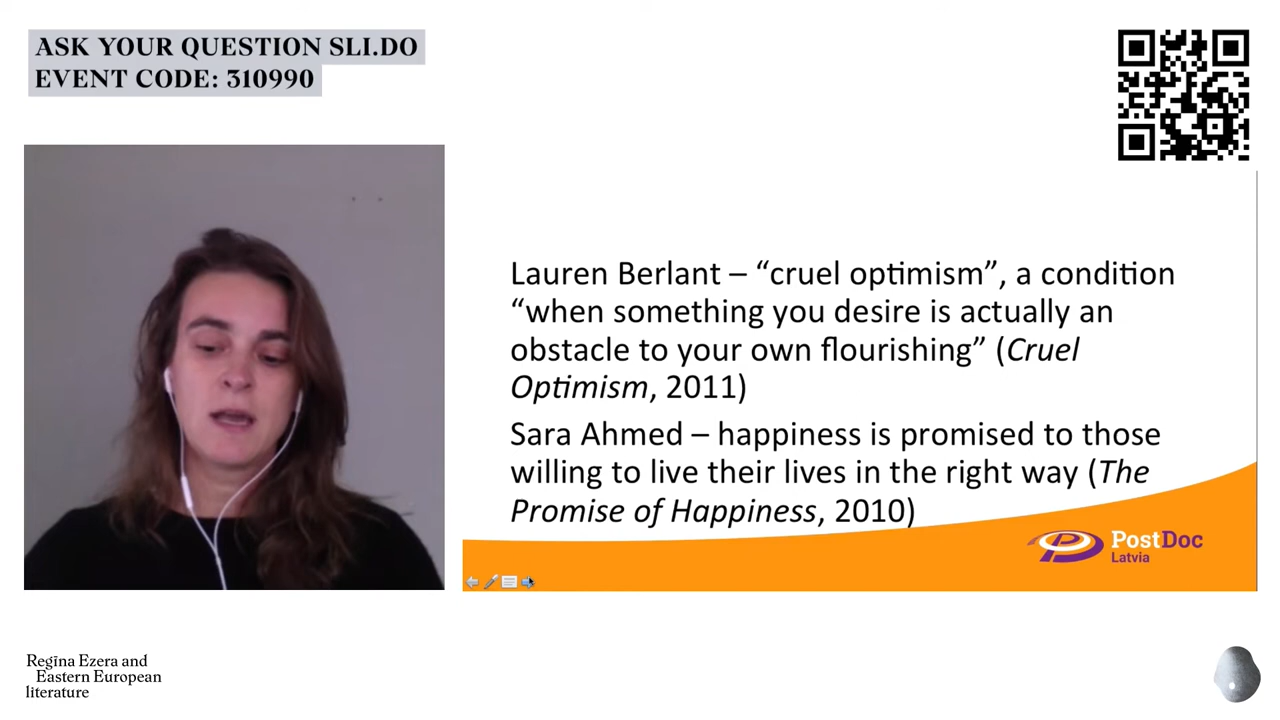 ASK YOUR QUESTION SLI.DO
EVENT CODE: 310990
Lauren Berlant – “cruel optimism”, a condition
“when something you desire is actually an
obstacle to your own flourishing” (Cruel
Optimism, 2011)
Sara Ahmed – happiness is promised to those
willing to live their lives in the right way (The
Promise of Happiness, 2010)
PostDoc
Latvia
Regīna Ezera and
Eastern European
literature